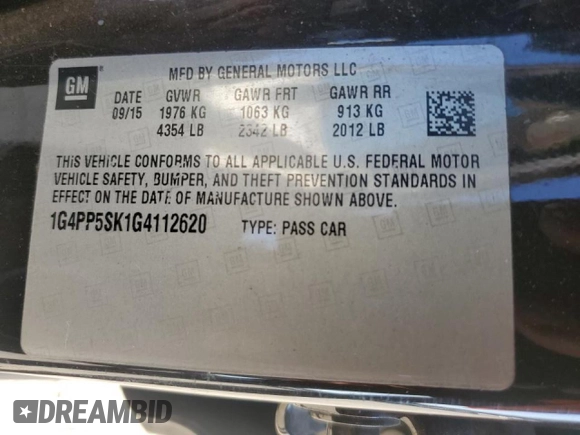 GM
MFD BY GENERAL MOTORS LLC
DATE GVWR GAWR FRT GAWR RR
09/15 1976 KG 1063 KG 913 KG
4354 LB 2342 LB 2012 LB
THIS VEHICLE CONFORMS TO ALL APPLICABLE U.S. FEDERAL MOTOR
VEHICLE SAFETY, BUMPER, AND THEFT PREVENTION STANDARDS IN
EFFECT ON THE DATE OF MANUFACTURE SHOWN ABOVE.
1G4PP5SK1G4112620 TYPE: PASS CAR
DREAMBID